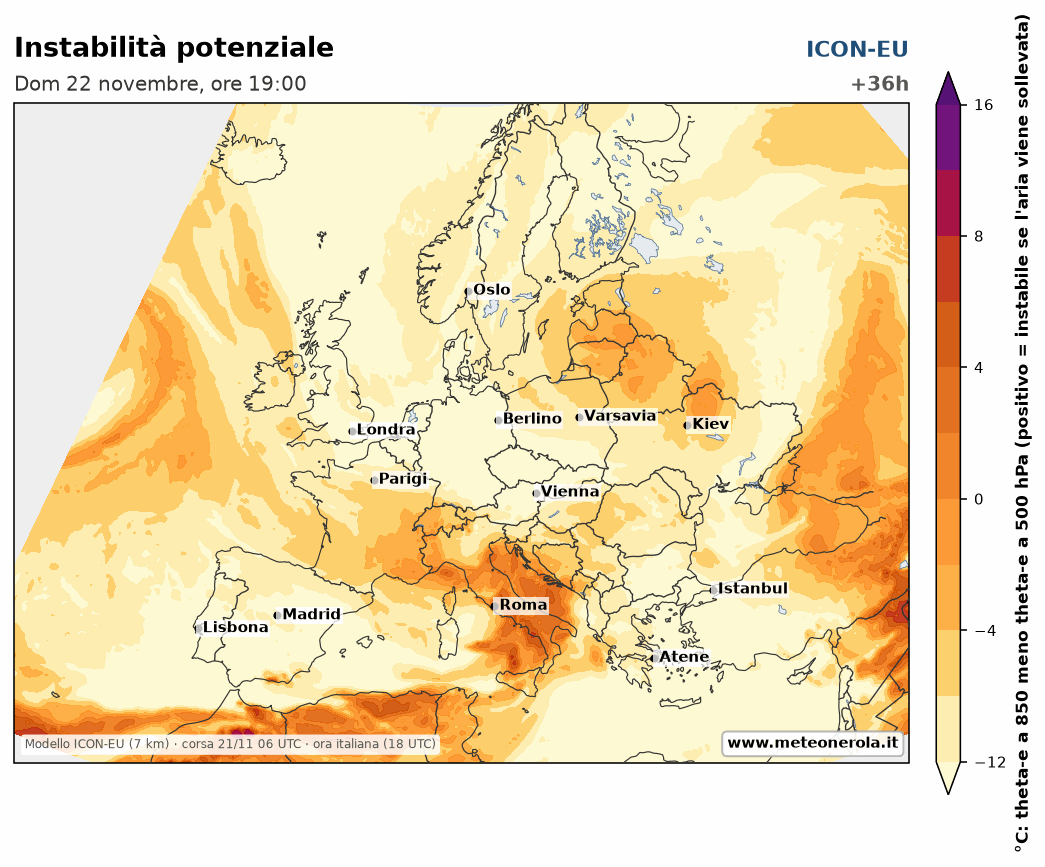 Instabilità potenziale
ICON-EU
Dom 22 novembre, ore 19:00
+36h
Oslo
Berlino
Varsavia
Londra
Kiev
Parigi
Vienna
Istanbul
Roma
Madrid
Lisbona
Atene
Modello ICON-EU (7 km) · corsa 21/11 06 UTC · ora italiana (18 UTC)
www.meteonerola.it
16
8
4
0
−4
−12
°C: theta-e a 850 meno theta-e a 500 hPa (positivo = instabile se l'aria viene sollevata)